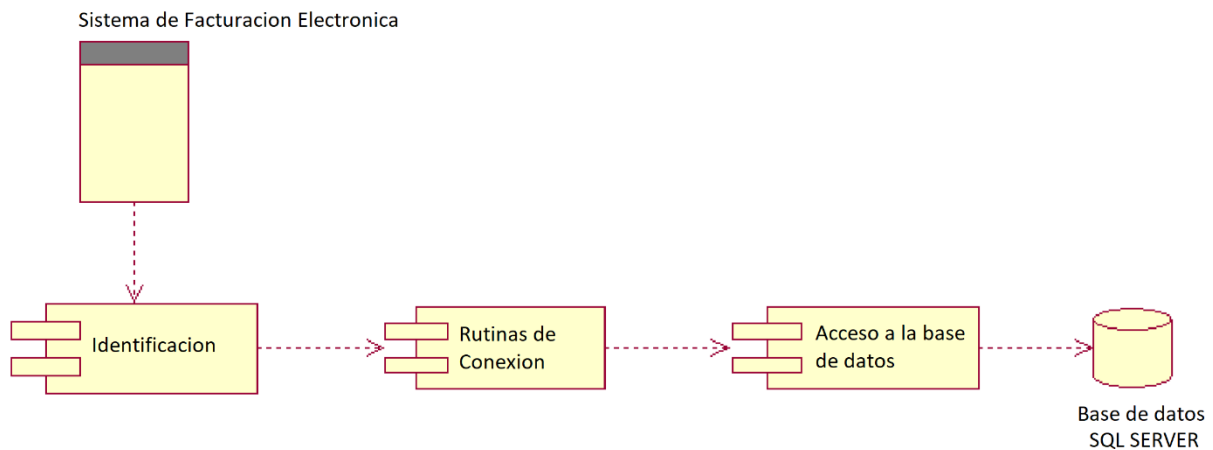 Sistema de Facturacion Electronica
Identificacion
Rutinas de
Conexion
Acceso a la base
de datos
Base de datos
SQL SERVER